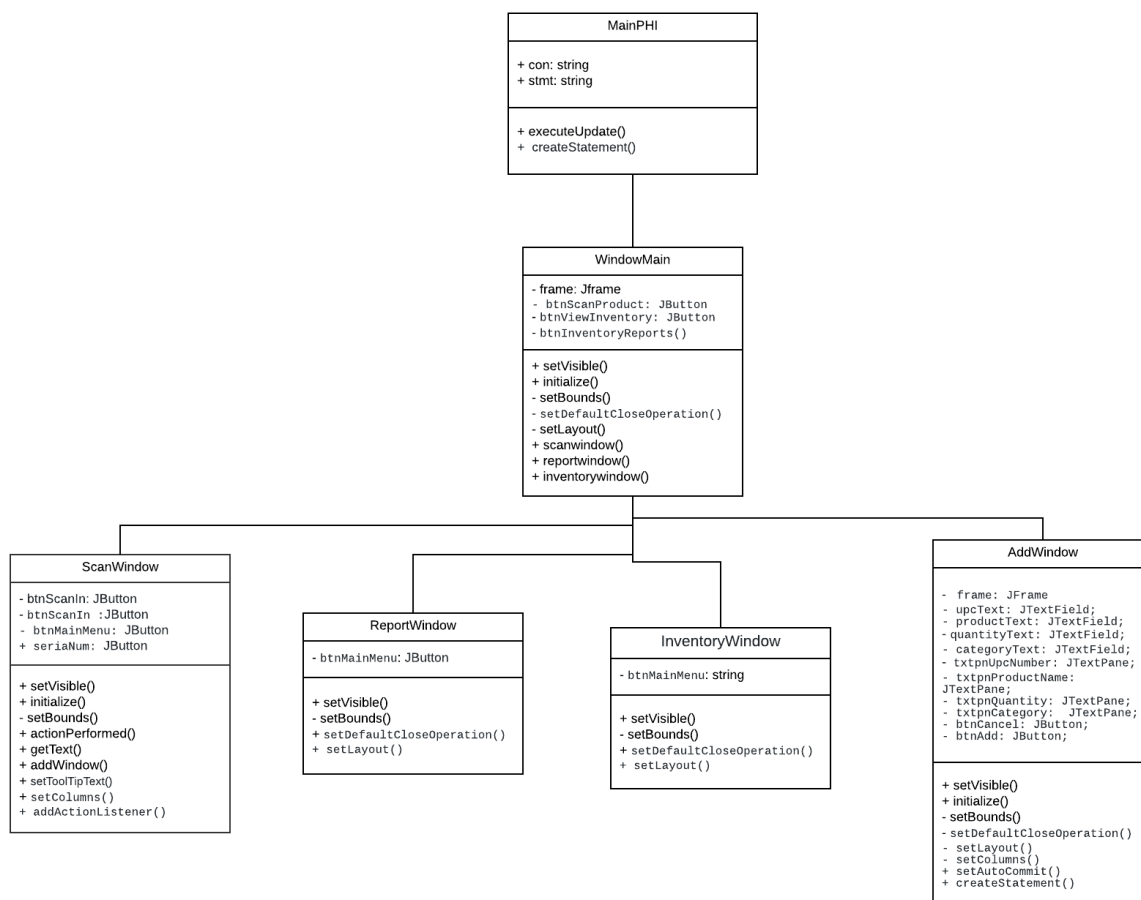 MainPHI
+ con: string
+ stmt: string
+ executeUpdate()
+ createStatement()
WindowMain
- frame: Jframe
- btnScanProduct: JButton
- btnViewInventory: JButton
- btnInventoryReports()
+ setVisible()
+ initialize()
- setBounds()
- setDefaultCloseOperation()
- setLayout()
+ scanwindow()
+ reportwindow()
+ inventorywindow()
ScanWindow
- btnScanIn: JButton
- btnScanIn :JButton
- btnMainMenu: JButton
+ seriaNum: JButton
+ setVisible()
+ initialize()
- setBounds()
+ actionPerformed()
+ getText()
+ addWindow()
+ setToolTipText()
+ setColumns()
+ addActionListener()
ReportWindow
- btnMainMenu: JButton
+ setVisible()
- setBounds()
+ setDefaultCloseOperation()
+ setLayout()
InventoryWindow
- btnMainMenu: string
+ setVisible()
- setBounds()
+ setDefaultCloseOperation()
+ setLayout()
AddWindow
- frame: JFrame
- upcText: JTextField;
- productText: JTextField;
- quantityText: JTextField;
- categoryText: JTextField;
- txtpnUpcNumber: JTextPane;
- txtpnProductName:
JTextPane;
- txtpnQuantity: JTextPane;
- txtpnCategory: JTextPane;
- btnCancel: JButton;
- btnAdd: JButton;
+ setVisible()
+ initialize()
- setBounds()
- setDefaultCloseOperation()
- setLayout()
- setColumns()
+ setAutoCommit()
+ createStatement()